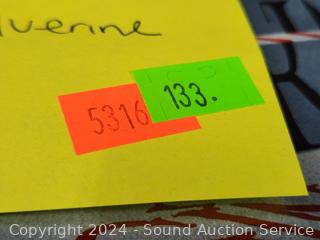 lverine
5316
133.
Copyright © 2024 - Sound Auction Service